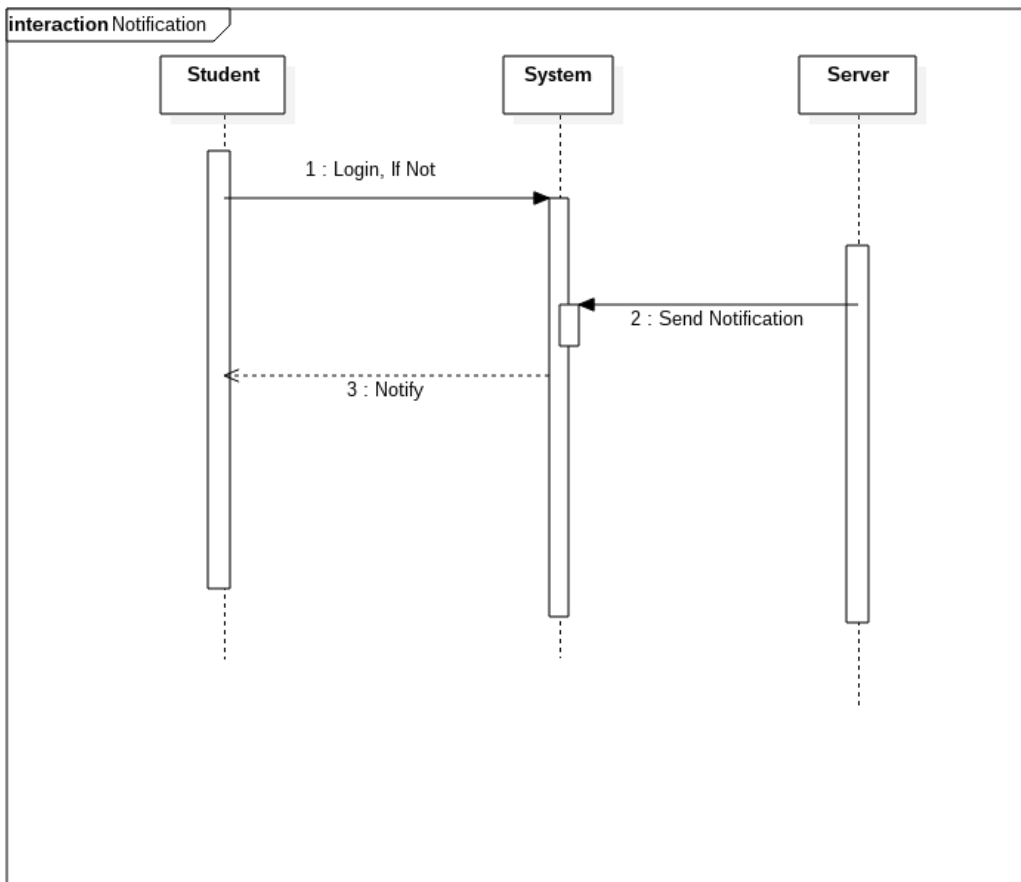 interaction Notification
Student
System
Server
1 : Login, If Not
2 : Send Notification
3 : Notify